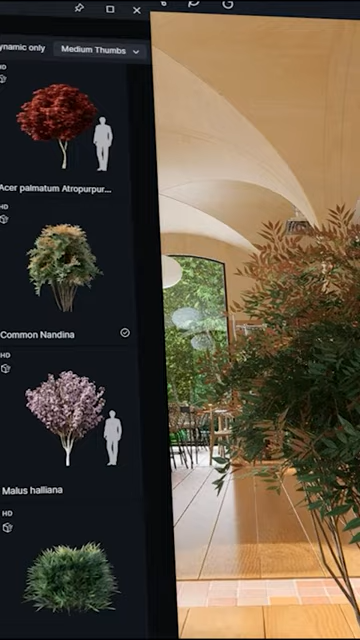 ynamic only
Medium Thumbs
HD
Acer palmatum Atropurpur...
HD
Common Nandina
HD
Malus halliana
HD